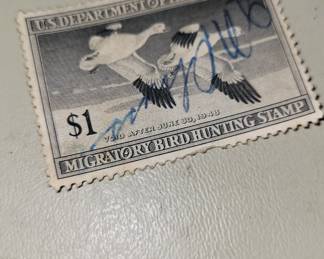 U.S. DEPARTMENT OF
$1
VOID AFTER JUNE 30, 1948
MIGRATORY BIRD HUNTING STAMP